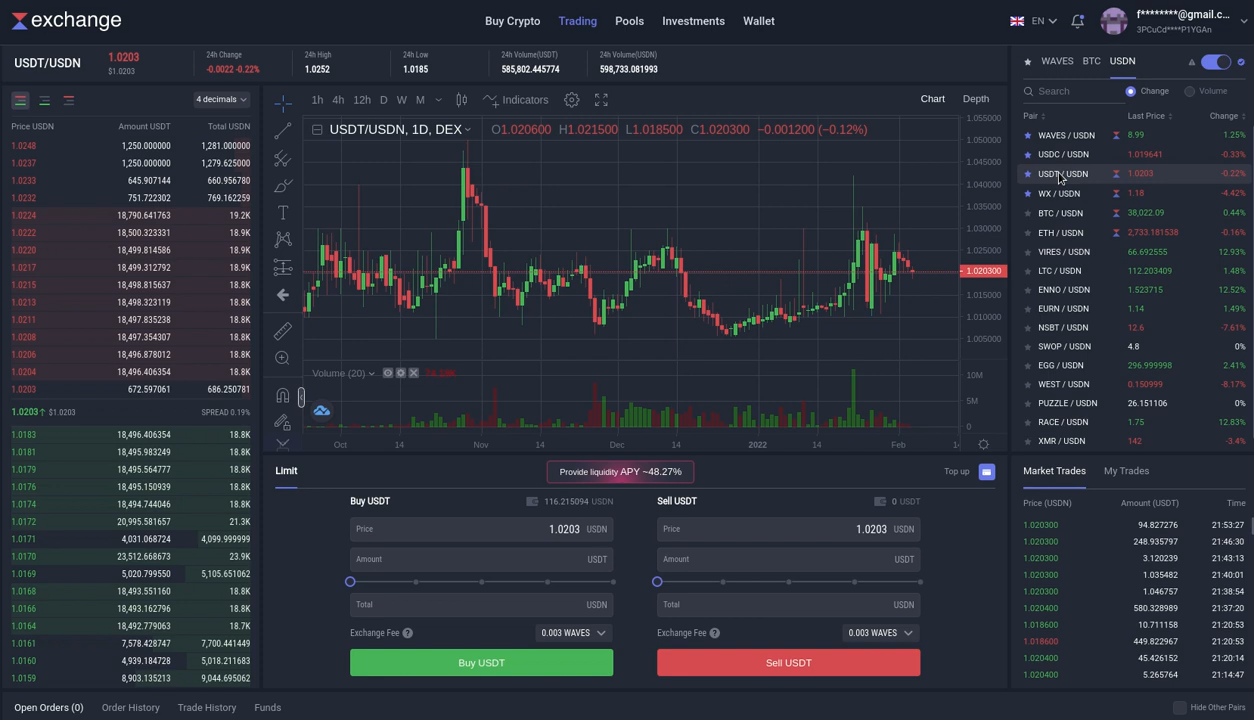 exchange
Buy Crypto Trading Pools Investments Wallet
EN
f********@gmail.c...
3PCuCd****P1YGAn
USDT/USDN
1.0203
$1.0203
24h Change
-0.0022 -0.22%
24h High
1.0252
24h Low
1.0185
24h Volume(USDT)
585,802.445774
24h Volume(USDN)
598,733.081993
4 decimals
Price USDN Amount USDT Total USDN
1.0248 1,250.000000 1,281.000000
1.0237 1,250.000000 1,279.625000
1.0233 645.907144 660.956780
1.0232 751.722302 769.162259
1.0224 18,790.641763 19.2K
1.0222 18,500.323331 18.9K
1.0220 18,499.814586 18.9K
1.0217 18,499.312792 18.9K
1.0215 18,498.815637 18.8K
1.0213 18,498.323119 18.8K
1.0211 18,497.835238 18.8K
1.0208 18,497.354307 18.8K
1.0206 18,496.878012 18.8K
1.0204 18,496.406354 18.8K
1.0203 672.597061 686.250781
1.0203↑ $1.0203 SPREAD 0.19%
1.0183 18,496.406354 18.8K
1.0181 18,495.983249 18.8K
1.0179 18,495.564777 18.8K
1.0176 18,495.150939 18.8K
1.0174 18,494.744046 18.8K
1.0172 20,995.581657 21.3K
1.0171 4,031.068724 4,099.999999
1.0170 23,512.668673 23.9K
1.0169 5,020.799550 5,105.651062
1.0168 18,493.551160 18.8K
1.0166 18,493.162796 18.8K
1.0164 18,492.779063 18.7K
1.0161 7,578.428747 7,700.441449
1.0160 4,939.184728 5,018.211683
1.0159 8,903.135213 9,044.695062
1h 4h 12h D W M Indicators
Chart Depth
USDT/USDN, 1D, DEX O1.020600 H1.021500 L1.018500 C1.020300 −0.001200 (−0.12%)
1.055000
1.050000
1.045000
1.040000
1.035000
1.030000
1.025000
1.020300
1.015000
1.010000
1.005000
Volume (20)
10M
5M
0
Oct 14 Nov 14 Dec 14 2022 14 Feb
Limit
Provide liquidity APY ~48.27%
Top up
Buy USDT 116.215094 USDN
Price 1.0203 USDN
Amount USDT
Total USDN
Exchange Fee ? 0.003 WAVES
Buy USDT
Sell USDT 0 USDT
Price 1.0203 USDN
Amount USDT
Total USDN
Exchange Fee ? 0.003 WAVES
Sell USDT
WAVES BTC USDN
Search Change Volume
Pair Last Price Change
WAVES / USDN 8.99 1.25%
USDC / USDN 1.019641 -0.33%
USDT / USDN 1.0203 -0.22%
WX / USDN 1.18 -4.42%
BTC / USDN 38,022.09 0.44%
ETH / USDN 2,733.181538 -0.16%
VIRES / USDN 66.692555 12.93%
LTC / USDN 112.203409 1.48%
ENNO / USDN 1.523715 12.52%
EURN / USDN 1.14 1.49%
NSBT / USDN 12.6 -7.61%
SWOP / USDN 4.8 0%
EGG / USDN 296.999998 2.41%
WEST / USDN 0.150999 -8.17%
PUZZLE / USDN 26.151106 0%
RACE / USDN 1.75 12.83%
XMR / USDN 142 -3.4%
Market Trades My Trades
Price (USDN) Amount (USDT) Time
1.020300 94.827276 21:53:27
1.020300 248.935797 21:46:30
1.020300 3.120239 21:43:13
1.020300 1.035482 21:40:01
1.020300 1.046757 21:38:54
1.020400 580.328989 21:37:20
1.018600 10.711158 21:20:53
1.018600 449.822967 21:20:53
1.020400 45.426152 21:20:14
1.020400 5.265764 21:14:47
Open Orders (0) Order History Trade History Funds
Hide Other Pairs